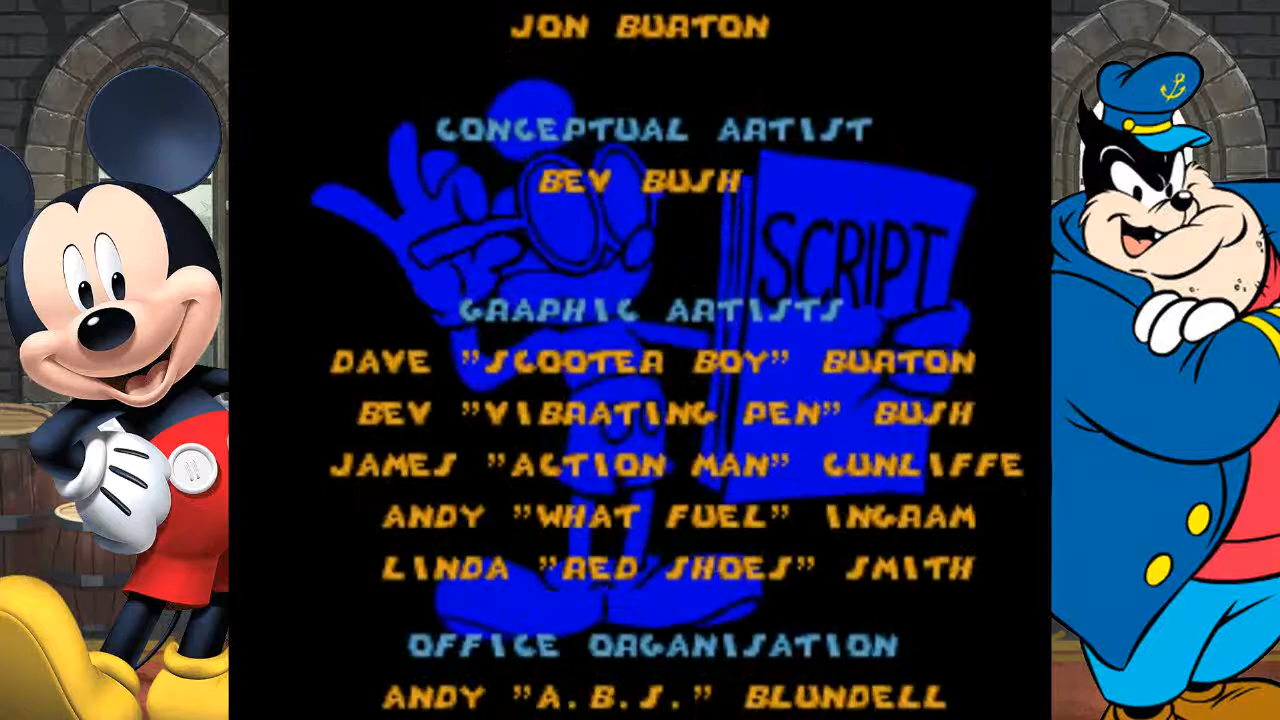 JON BURTON
CONCEPTUAL ARTIST
BEV BUSH
SCRIPT
GRAPHIC ARTISTS
DAVE "SCOOTER BOY" BURTON
BEV "VIBRATING PEN" BUSH
JAMES "ACTION MAN" CUNLIFFE
ANDY "WHAT FUEL" INGRAM
LINDA "RED SHOES" SMITH
OFFICE ORGANISATION
ANDY "A.B.S." BLUNDELL